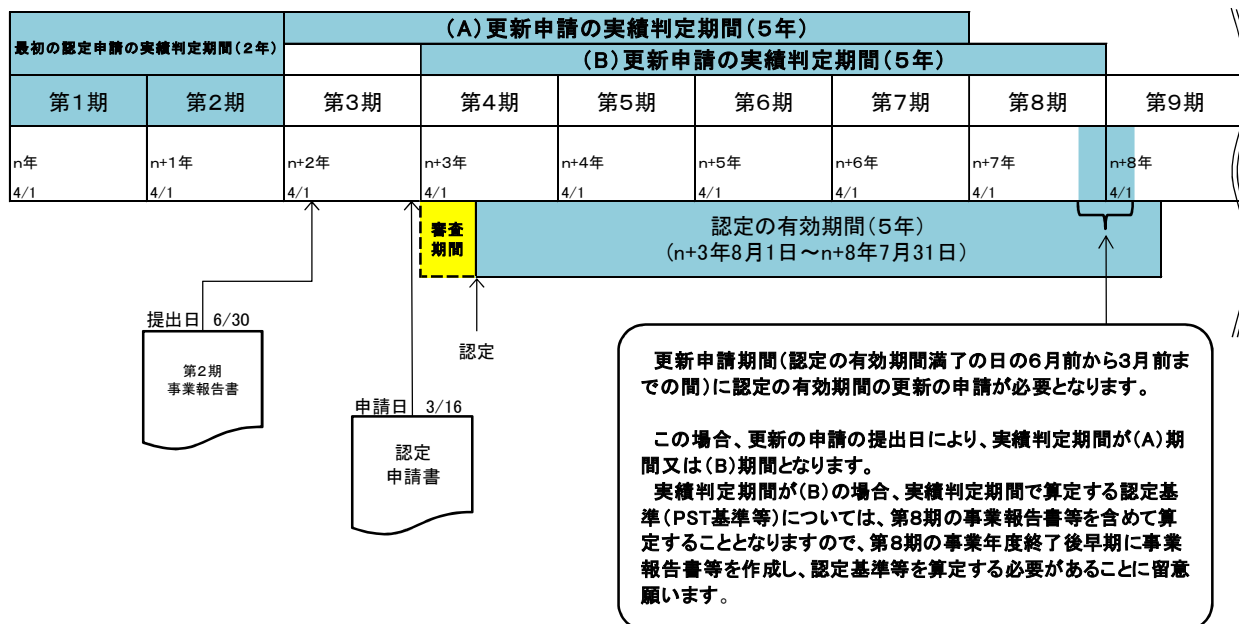 最初の認定申請の実績判定期間(2年)
(A)更新申請の実績判定期間(5年)
(B)更新申請の実績判定期間(5年)
第1期 第2期 第3期 第4期 第5期 第6期 第7期 第8期 第9期
n年 n+1年 n+2年 n+3年 n+4年 n+5年 n+6年 n+7年 n+8年
4/1 4/1 4/1 4/1 4/1 4/1 4/1 4/1 4/1
審査
期間
認定の有効期間(5年)
(n+3年8月1日～n+8年7月31日)
提出日 6/30
第2期
事業報告書
認定
申請日 3/16
認定
申請書
更新申請期間(認定の有効期間満了の日の6月前から3月前ま
での間)に認定の有効期間の更新の申請が必要となります。
この場合、更新の申請の提出日により、実績判定期間が(A)期
間又は(B)期間となります。
実績判定期間が(B)の場合、実績判定期間で算定する認定基
準(PST基準等)については、第8期の事業報告書等を含めて算
定することとなりますので、第8期の事業年度終了後早期に事業
報告書等を作成し、認定基準等を算定する必要があることに留意
願います。